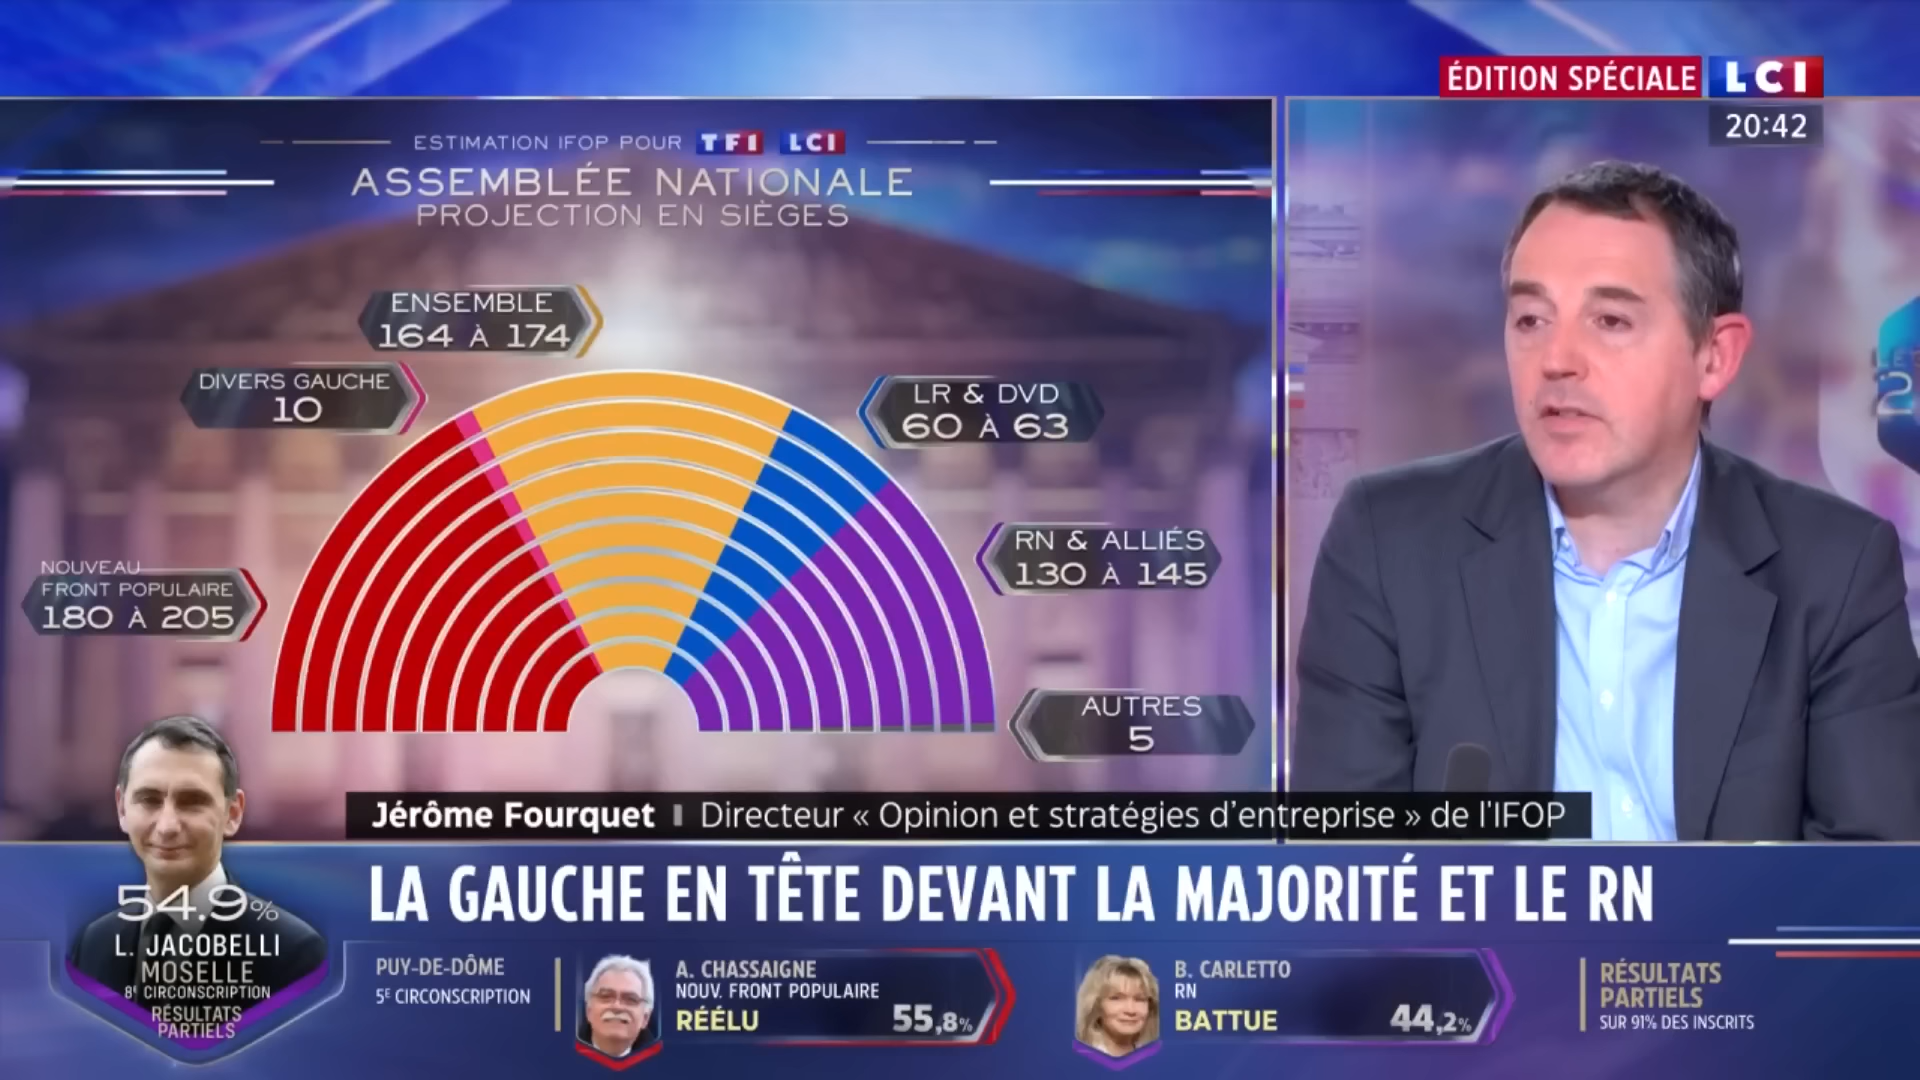 ÉDITION SPÉCIALE LCI
20:42
ESTIMATION IFOP POUR TF1 LCI
ASSEMBLÉE NATIONALE
PROJECTION EN SIÈGES
ENSEMBLE
164 À 174
DIVERS GAUCHE
10
LR & DVD
60 À 63
NOUVEAU
FRONT POPULAIRE
180 À 205
RN & ALLIÉS
130 À 145
AUTRES
5
Jérôme Fourquet | Directeur « Opinion et stratégies d'entreprise » de l'IFOP
LA GAUCHE EN TÊTE DEVANT LA MAJORITÉ ET LE RN
54.9%
L. JACOBELLI
MOSELLE
8E CIRCONSCRIPTION
RÉSULTATS
PARTIELS
PUY-DE-DÔME
5E CIRCONSCRIPTION
A. CHASSAIGNE
NOUV. FRONT POPULAIRE
RÉÉLU 55,8%
B. CARLETTO
RN
BATTUE 44,2%
RÉSULTATS
PARTIELS
SUR 91% DES INSCRITS